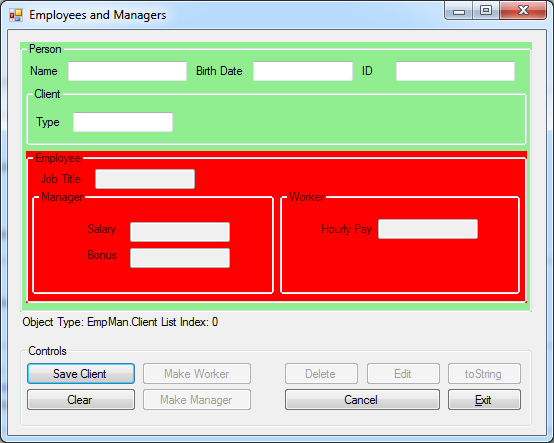 Employees and Managers
Person
Name Birth Date ID
Client
Type
Employee
Job Title
Manager Worker
Salary Hourly Pay
Bonus
Object Type: EmpMan.Client List Index: 0
Controls
Save Client Make Worker Delete Edit toString
Clear Make Manager Cancel Exit